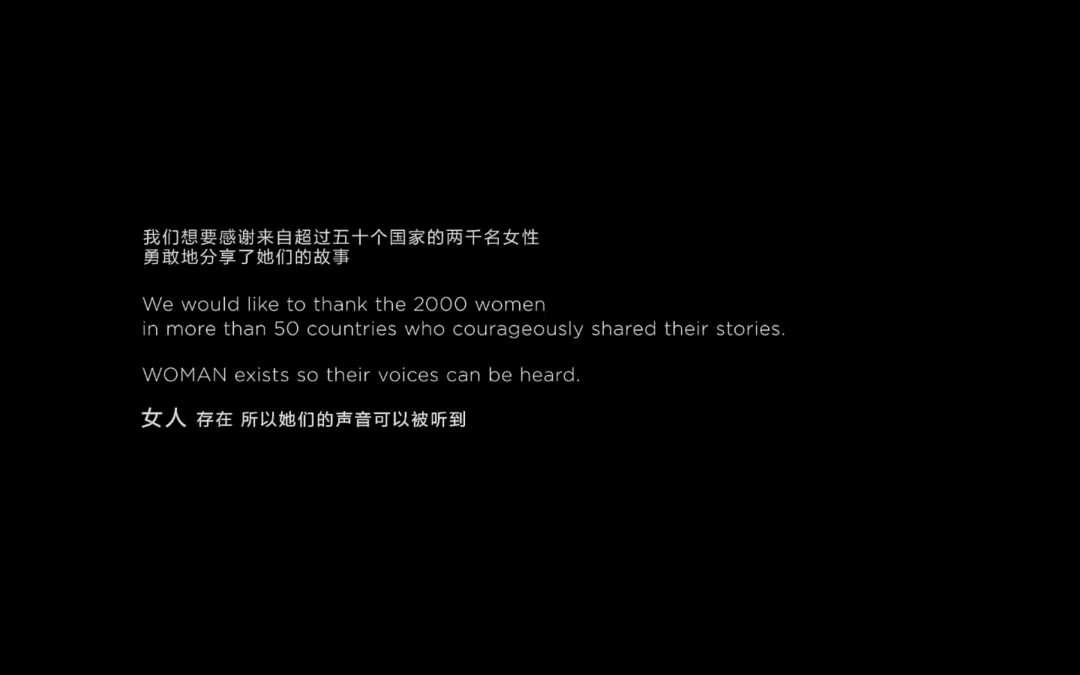 我们想要感谢来自超过五十个国家的两千名女性
勇敢地分享了她们的故事
We would like to thank the 2000 women
in more than 50 countries who courageously shared their stories.
WOMAN exists so their voices can be heard.
女人 存在 所以她们的声音可以被听到